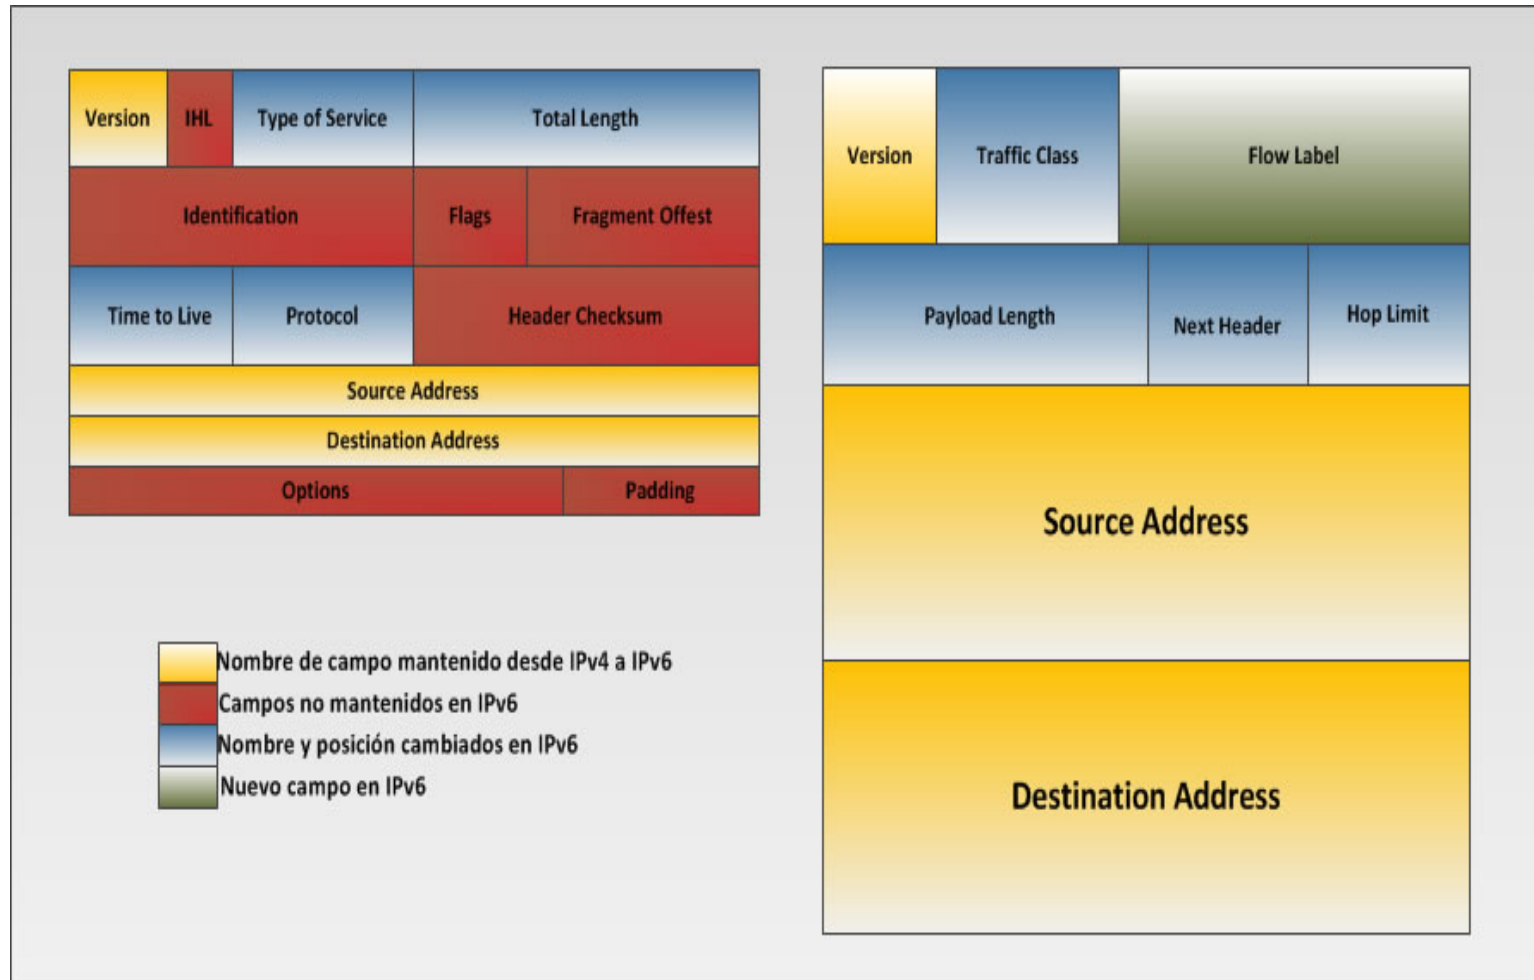 Version
IHL
Type of Service
Total Length
Identification
Flags
Fragment Offest
Time to Live
Protocol
Header Checksum
Source Address
Destination Address
Options
Padding
Version
Traffic Class
Flow Label
Payload Length
Next Header
Hop Limit
Source Address
Destination Address
Nombre de campo mantenido desde IPv4 a IPv6
Campos no mantenidos en IPv6
Nombre y posición cambiados en IPv6
Nuevo campo en IPv6